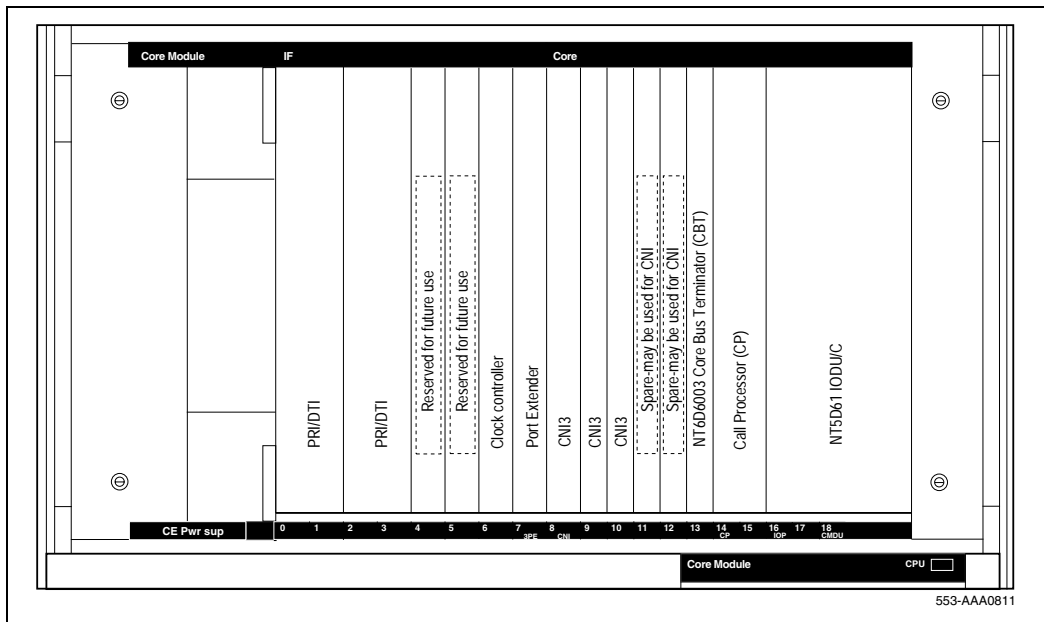 Core Module IF Core
PRI/DTI
PRI/DTI
Reserved for future use
Reserved for future use
Clock controller
Port Extender
CNI3
CNI3
CNI3
Spare-may be used for CNI
Spare-may be used for CNI
NT6D6003 Core Bus Terminator (CBT)
Call Processor (CP)
NT5D61 IODU/C
CE Pwr sup 0 1 2 3 4 5 6 7 8 9 10 11 12 13 14 15 16 17 18
3PE CNI CP IOP CMDU
Core Module CPU
553-AAA0811